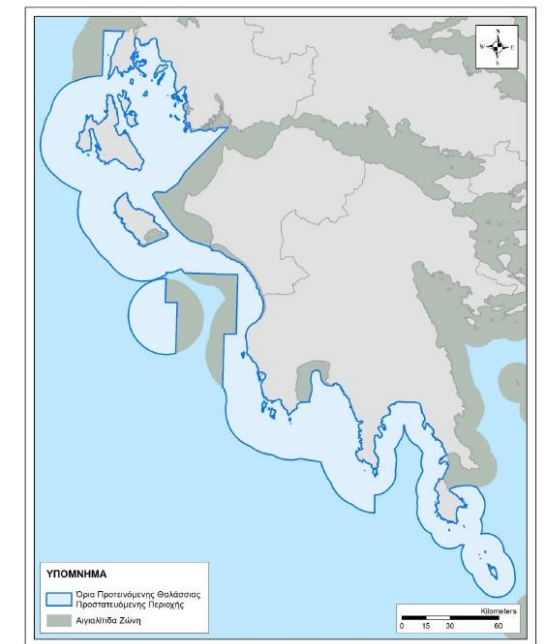 N
W E
S
ΥΠΟΜΝΗΜΑ
Όρια Προτεινόμενης Θαλάσσιας
Προστατευόμενης Περιοχής
Αιγιαλίτιδα Ζώνη
Kilometers
0 15 30 60